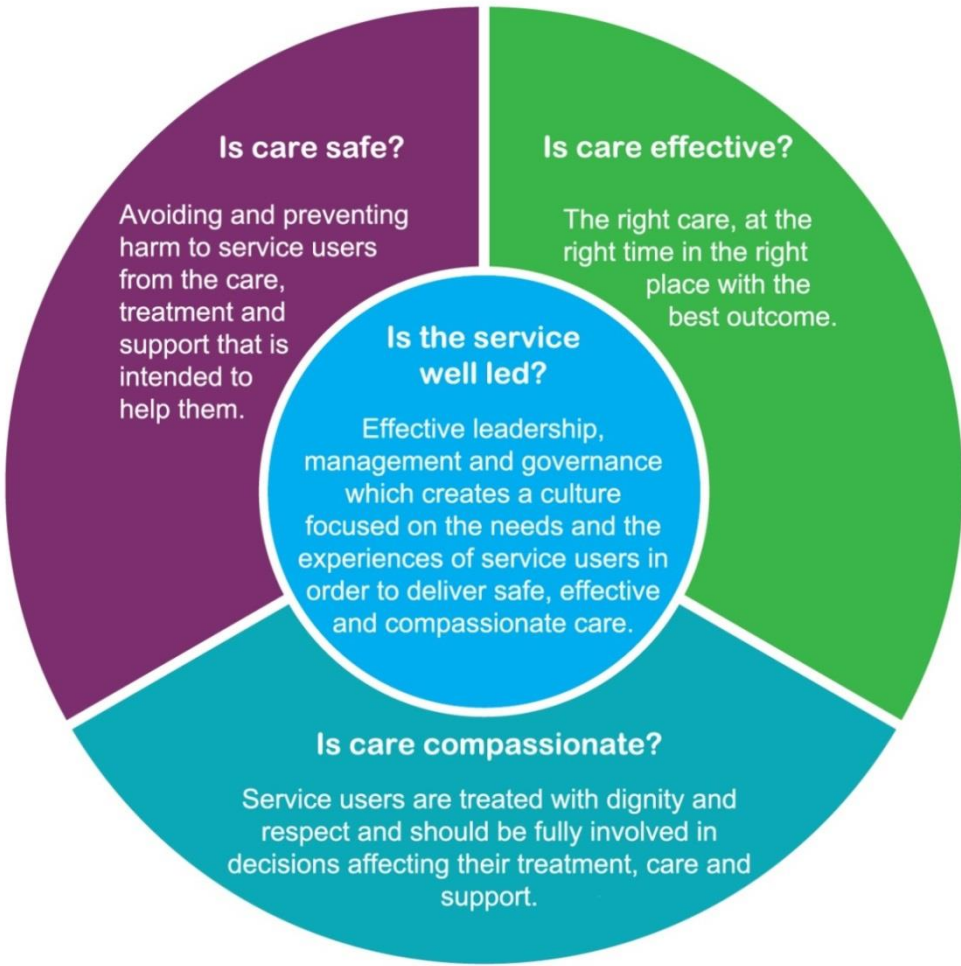 Is care safe?
Avoiding and preventing
harm to service users
from the care,
treatment and
support that is
intended to
help them.
Is care effective?
The right care, at the
right time in the right
place with the
best outcome.
Is the service
well led?
Effective leadership,
management and governance
which creates a culture
focused on the needs and the
experiences of service users in
order to deliver safe, effective
and compassionate care.
Is care compassionate?
Service users are treated with dignity and
respect and should be fully involved in
decisions affecting their treatment, care and
support.